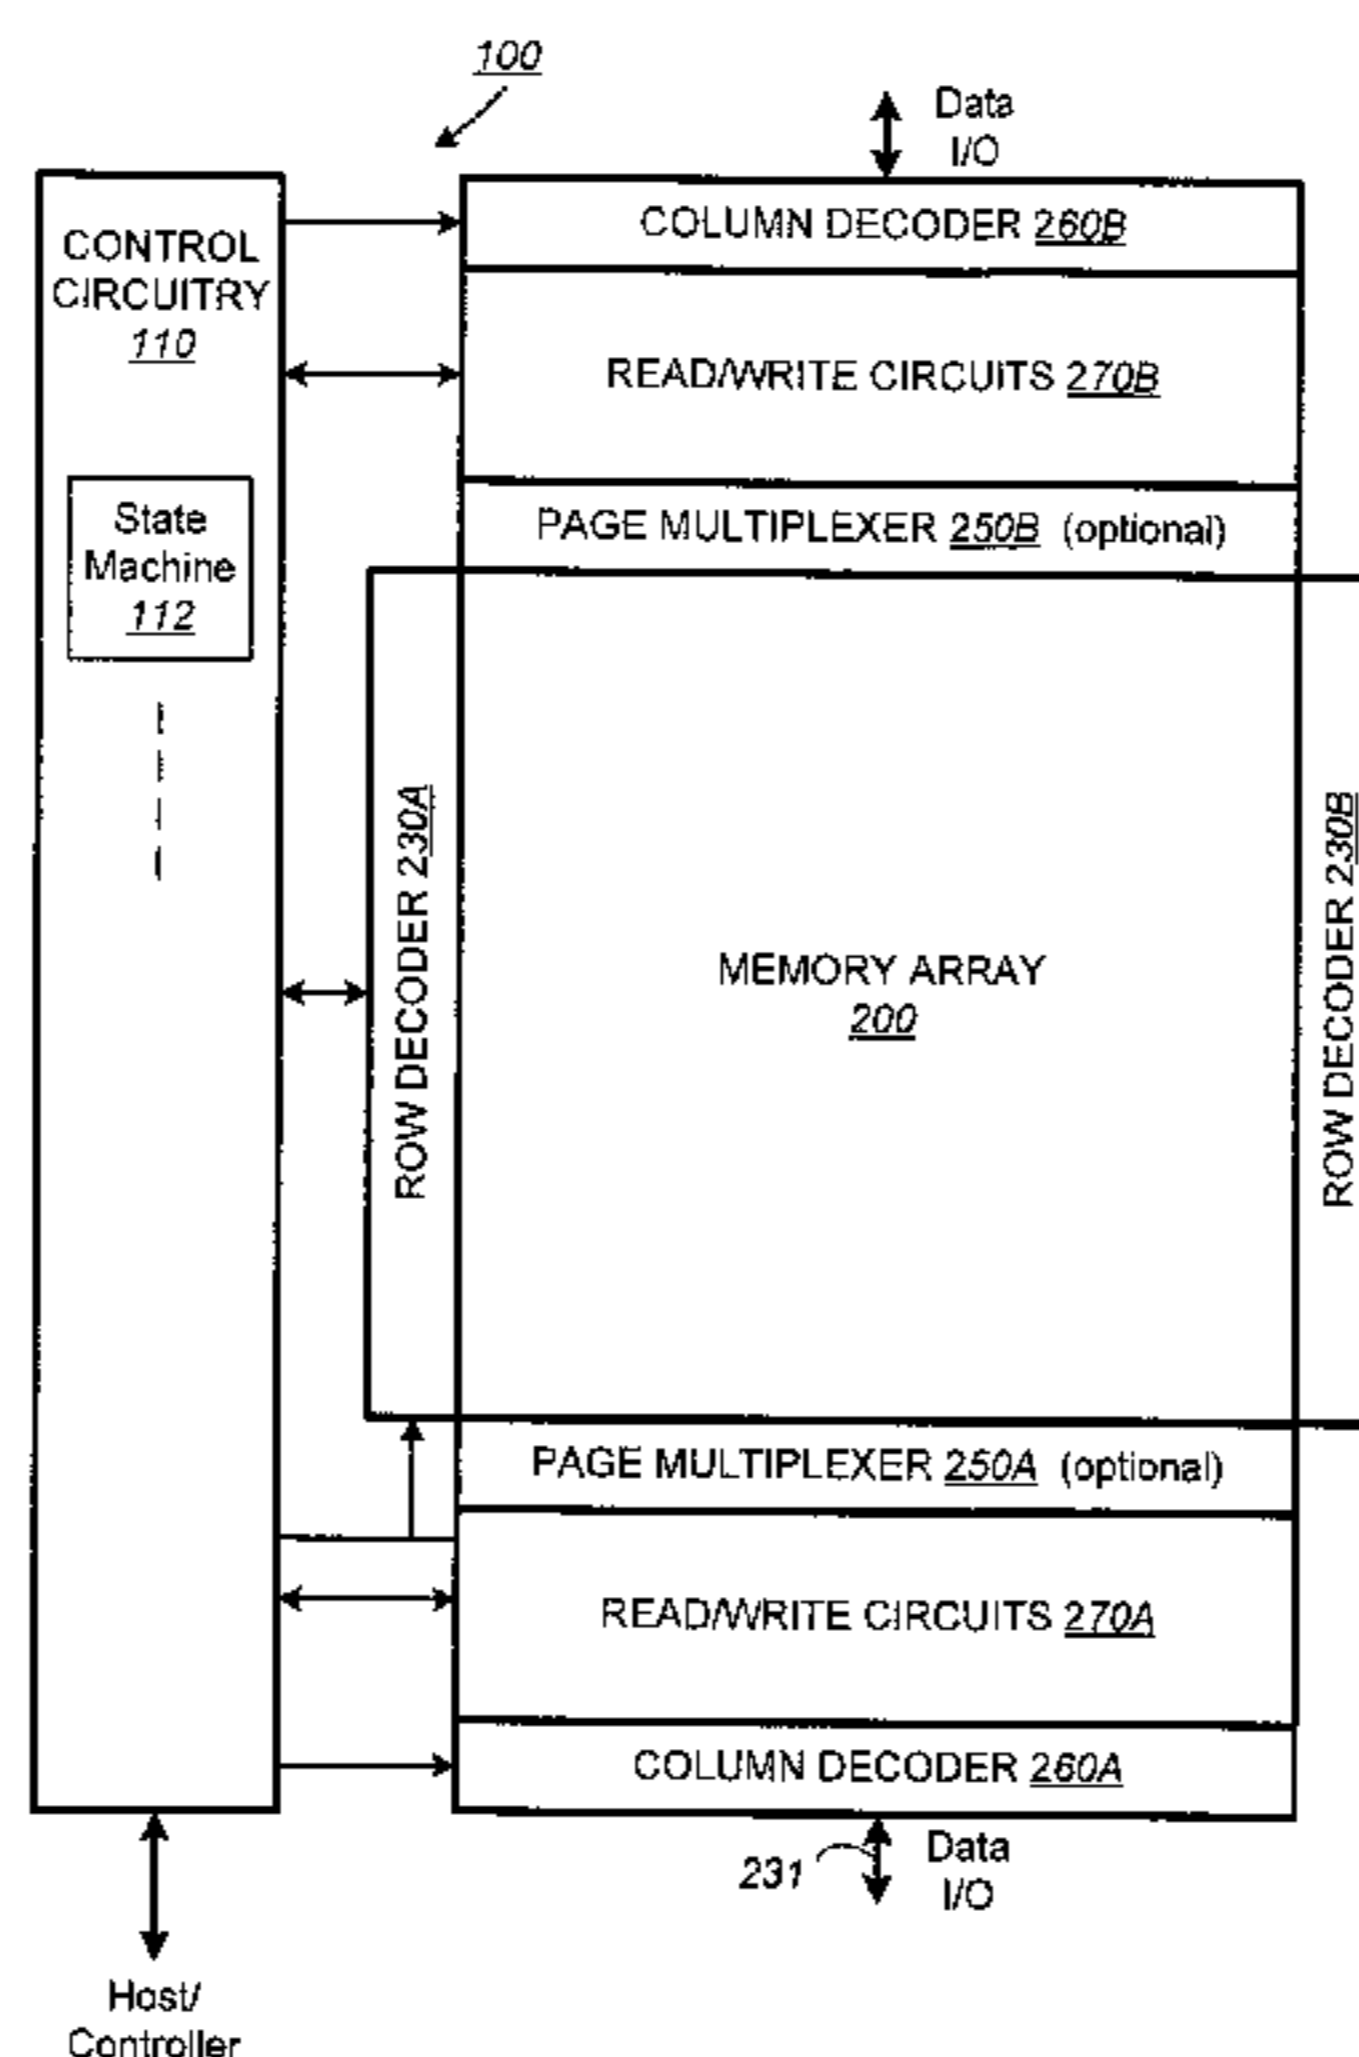 100
Data
I/O
CONTROL
CIRCUITRY
110
COLUMN DECODER 260B
READ/WRITE CIRCUITS 270B
State
Machine
112
PAGE MULTIPLEXER 250B (optional)
ROW DECODER 230A
MEMORY ARRAY
200
ROW DECODER 230B
PAGE MULTIPLEXER 250A (optional)
READ/WRITE CIRCUITS 270A
COLUMN DECODER 260A
231
Data
I/O
Host/
Controller